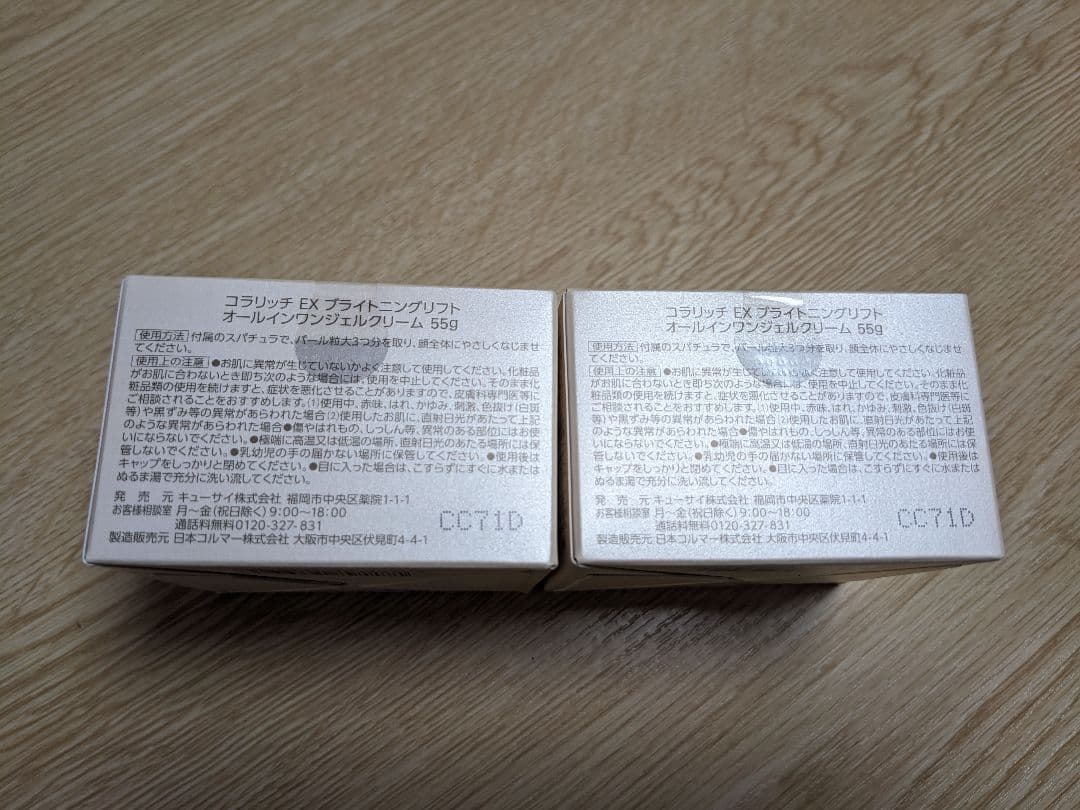 コラリッチ EX ブライトニングリフト
オールインワンジェルクリーム 55g
使用方法 付属のスパチュラで、パール粒大3つ分を取り、顔全体にやさしくなじませ
てください。
使用上の注意 ●お肌に異常が生じていないかよく注意して使用してください。化粧品
がお肌に合わないとき即ち次のような場合には、使用を中止してください。そのまま化
粧品類の使用を続けますと、症状を悪化させることがありますので、皮膚科専門医等に
ご相談されることをおすすめします。(1)使用中、赤味、はれ、かゆみ、刺激、色抜け(白斑
等)や黒ずみ等の異常があらわれた場合(2)使用したお肌に、直射日光があたって上記
のような異常があらわれた場合●傷やはれもの、しっしん等、異常のある部位にはお使
いにならないでください。●極端に高温又は低温の場所、直射日光のあたる場所には保
管しないでください。●乳幼児の手の届かない場所に保管してください。●使用後は
キャップをしっかりと閉めてください。●目に入った場合は、こすらずにすぐに水または
ぬるま湯で充分に洗い流してください。
発売元 キューサイ株式会社 福岡市中央区薬院1-1-1
お客様相談室 月〜金(祝日除く) 9:00〜18:00
通話料無料0120-327-831
製造販売元 日本コルマー株式会社 大阪市中央区伏見町4-4-1
CC71D
コラリッチ EX ブライトニングリフト
オールインワンジェルクリーム 55g
使用方法 付属のスパチュラで、パール粒大3つ分を取り、顔全体にやさしくなじませ
てください。
使用上の注意 ●お肌に異常が生じていないかよく注意して使用してください。化粧品
がお肌に合わないとき即ち次のような場合には、使用を中止してください。そのまま化
粧品類の使用を続けますと、症状を悪化させることがありますので、皮膚科専門医等に
ご相談されることをおすすめします。(1)使用中、赤味、はれ、かゆみ、刺激、色抜け(白斑
等)や黒ずみ等の異常があらわれた場合(2)使用したお肌に、直射日光があたって上記
のような異常があらわれた場合●傷やはれもの、しっしん等、異常のある部位にはお使
いにならないでください。●極端に高温又は低温の場所、直射日光のあたる場所には保
管しないでください。●乳幼児の手の届かない場所に保管してください。●使用後は
キャップをしっかりと閉めてください。●目に入った場合は、こすらずにすぐに水または
ぬるま湯で充分に洗い流してください。
発売元 キューサイ株式会社 福岡市中央区薬院1-1-1
お客様相談室 月〜金(祝日除く) 9:00〜18:00
通話料無料0120-327-831
製造販売元 日本コルマー株式会社 大阪市中央区伏見町4-4-1
CC71D